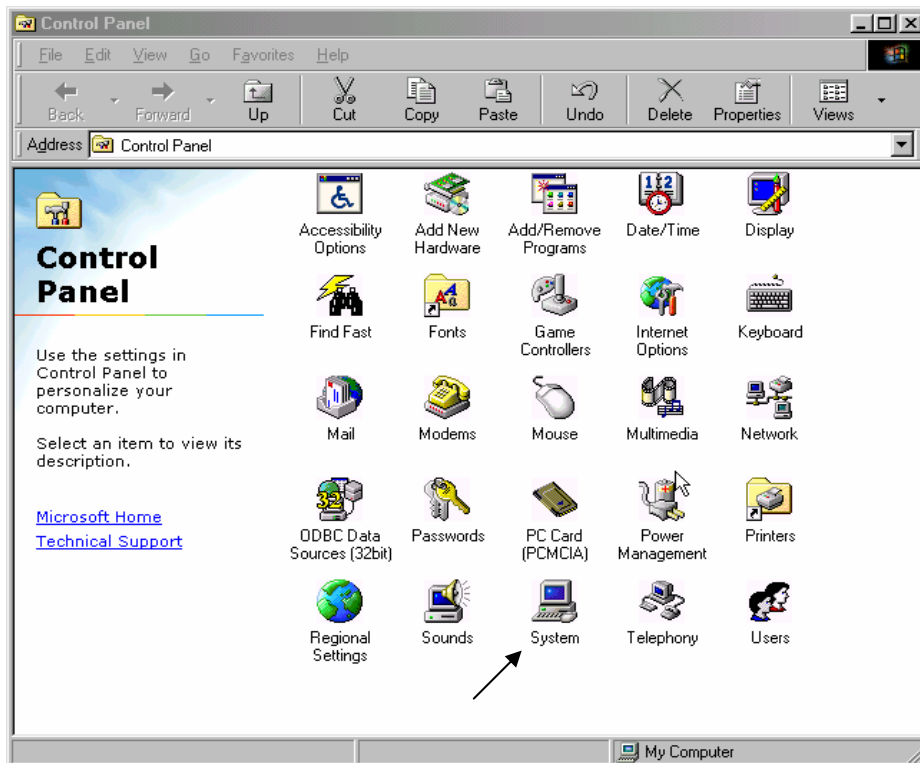 Control Panel
File Edit View Go Favorites Help
Back Forward Up Cut Copy Paste Undo Delete Properties Views
Address Control Panel
Control
Panel
Use the settings in
Control Panel to
personalize your
computer.
Select an item to view its
description.
Microsoft Home
Technical Support
Accessibility
Options
Add New
Hardware
Add/Remove
Programs
Date/Time
Display
Find Fast
Fonts
Game
Controllers
Internet
Options
Keyboard
Mail
Modems
Mouse
Multimedia
Network
ODBC Data
Sources (32bit)
Passwords
PC Card
(PCMCIA)
Power
Management
Printers
Regional
Settings
Sounds
System
Telephony
Users
My Computer